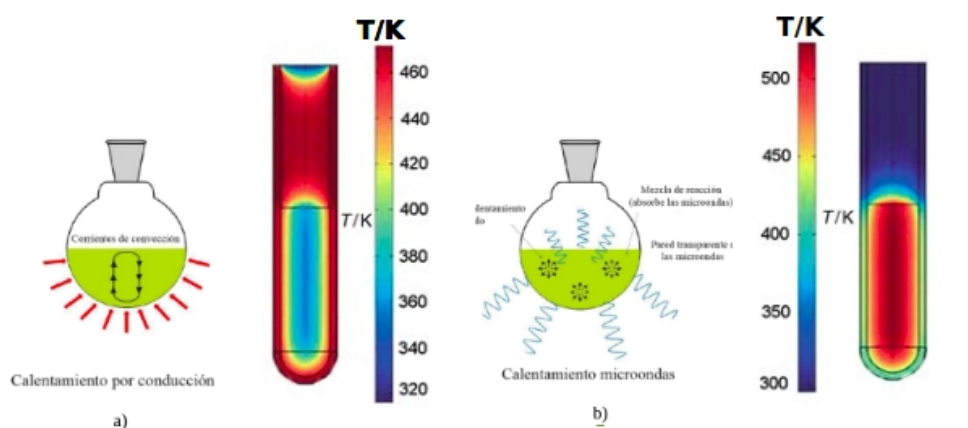 T/K
460
440
420
400
380
360
340
320
T/K
Corrientes de convección
Calentamiento por conducción
a)
T/K
500
450
400
350
300
T/K
Mezcla de reacción
(absorbe las microondas)
Pared transparente
las microondas
Calentamiento microondas
b)